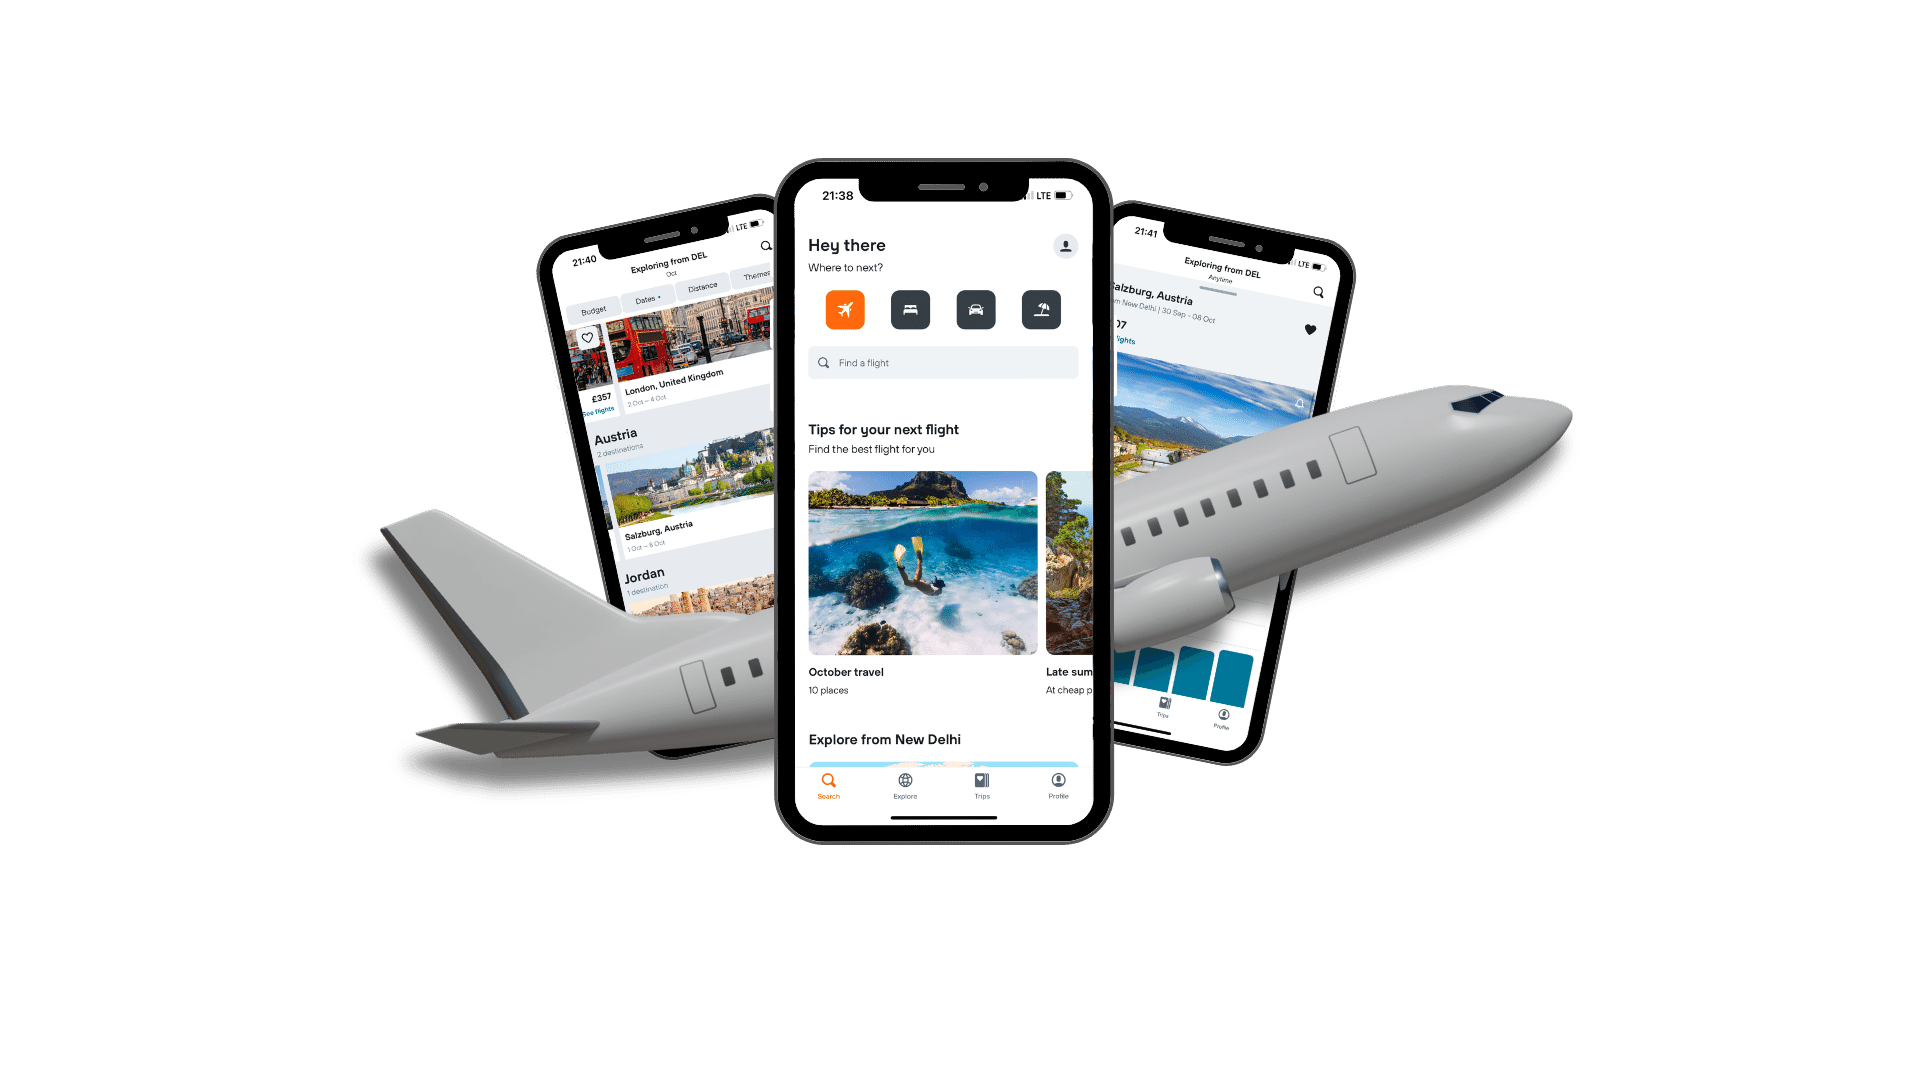 21:40
LTE
Exploring from DEL
Oct
Budget
Dates
Distance
Themes
£357
See flights
London, United Kingdom
2 Oct – 4 Oct
Austria
2 destinations
Salzburg, Austria
1 Oct – 6 Oct
Jordan
1 destination
21:38
LTE
Hey there
Where to next?
Find a flight
Tips for your next flight
Find the best flight for you
October travel
10 places
Late sum
At cheap p
Explore from New Delhi
Search
Explore
Trips
Profile
21:41
LTE
Exploring from DEL
Anytime
alzburg, Austria
m New Delhi | 30 Sep - 08 Oct
07
ights
Trips
Profile